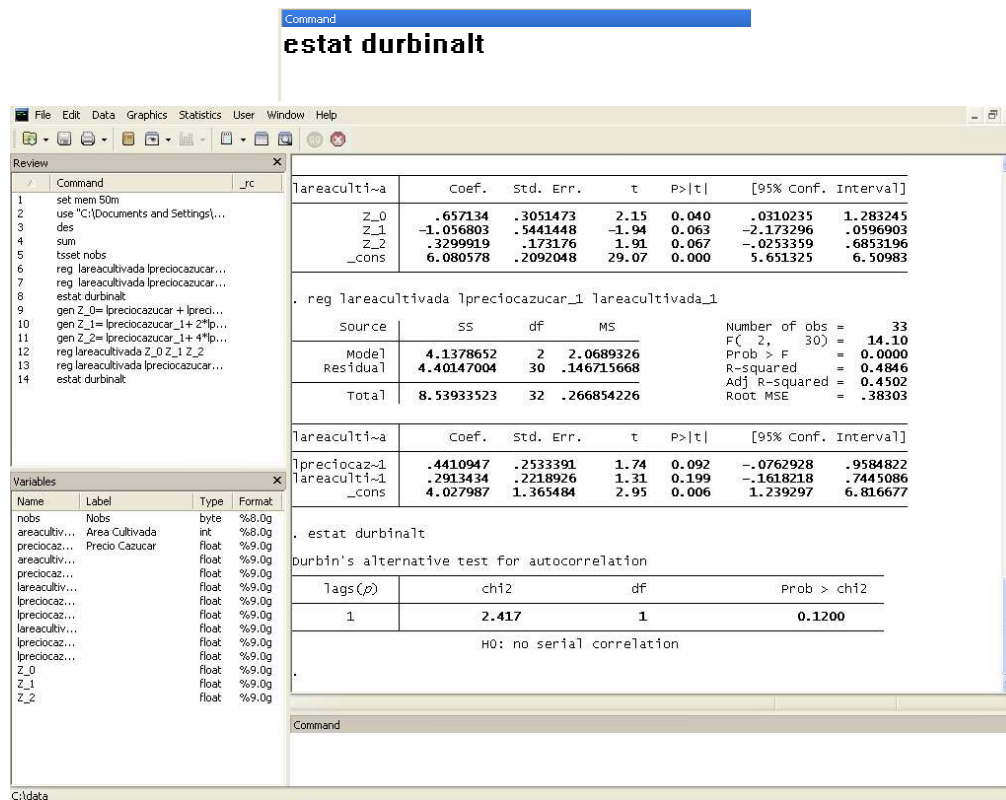 Command
estat durbinalt
File Edit Data Graphics Statistics User Window Help
Review
Command _rc
1 set mem 50m
2 use "C:\Documents and Settings\...
3 des
4 sum
5 tsset nobs
6 reg lareacultivada lpreciocazucar...
7 reg lareacultivada lpreciocazucar...
8 estat durbinalt
9 gen Z_0= lpreciocazucar + lpreci...
10 gen Z_1= lpreciocazucar_1+ 2*lp...
11 gen Z_2= lpreciocazucar_1+ 4*lp...
12 reg lareacultivada Z_0 Z_1 Z_2
13 reg lareacultivada lpreciocazucar...
14 estat durbinalt
Variables
Name Label Type Format
nobs Nobs byte %8.0g
areacultiv... Area Cultivada int %8.0g
preciocaz... Precio Cazucar float %9.0g
areacultiv... float %9.0g
preciocaz... float %9.0g
lareacultiv... float %9.0g
lpreciocaz... float %9.0g
lpreciocaz... float %9.0g
lareacultiv... float %9.0g
lpreciocaz... float %9.0g
lpreciocaz... float %9.0g
Z_0 float %9.0g
Z_1 float %9.0g
Z_2 float %9.0g
lareaculti~a Coef. Std. Err. t P>|t| [95% Conf. Interval]
Z_0 .657134 .3051473 2.15 0.040 .0310235 1.283245
Z_1 -1.056803 .5441448 -1.94 0.063 -2.173296 .0596903
Z_2 .3299919 .173176 1.91 0.067 -.0253359 .6853196
_cons 6.080578 .2092048 29.07 0.000 5.651325 6.50983
. reg lareacultivada lpreciocazucar_1 lareacultivada_1
Source SS df MS Number of obs = 33
F( 2, 30) = 14.10
Model 4.1378652 2 2.0689326 Prob > F = 0.0000
Residual 4.40147004 30 .146715668 R-squared = 0.4846
Adj R-squared = 0.4502
Total 8.53933523 32 .266854226 Root MSE = .38303
lareaculti~a Coef. Std. Err. t P>|t| [95% Conf. Interval]
lpreciocaz~1 .4410947 .2533391 1.74 0.092 -.0762928 .9584822
lareaculti~1 .2913434 .2218926 1.31 0.199 -.1618218 .7445086
_cons 4.027987 1.365484 2.95 0.006 1.239297 6.816677
. estat durbinalt
Durbin's alternative test for autocorrelation
lags(p) chi2 df Prob > chi2
1 2.417 1 0.1200
H0: no serial correlation
.
Command
C:\data